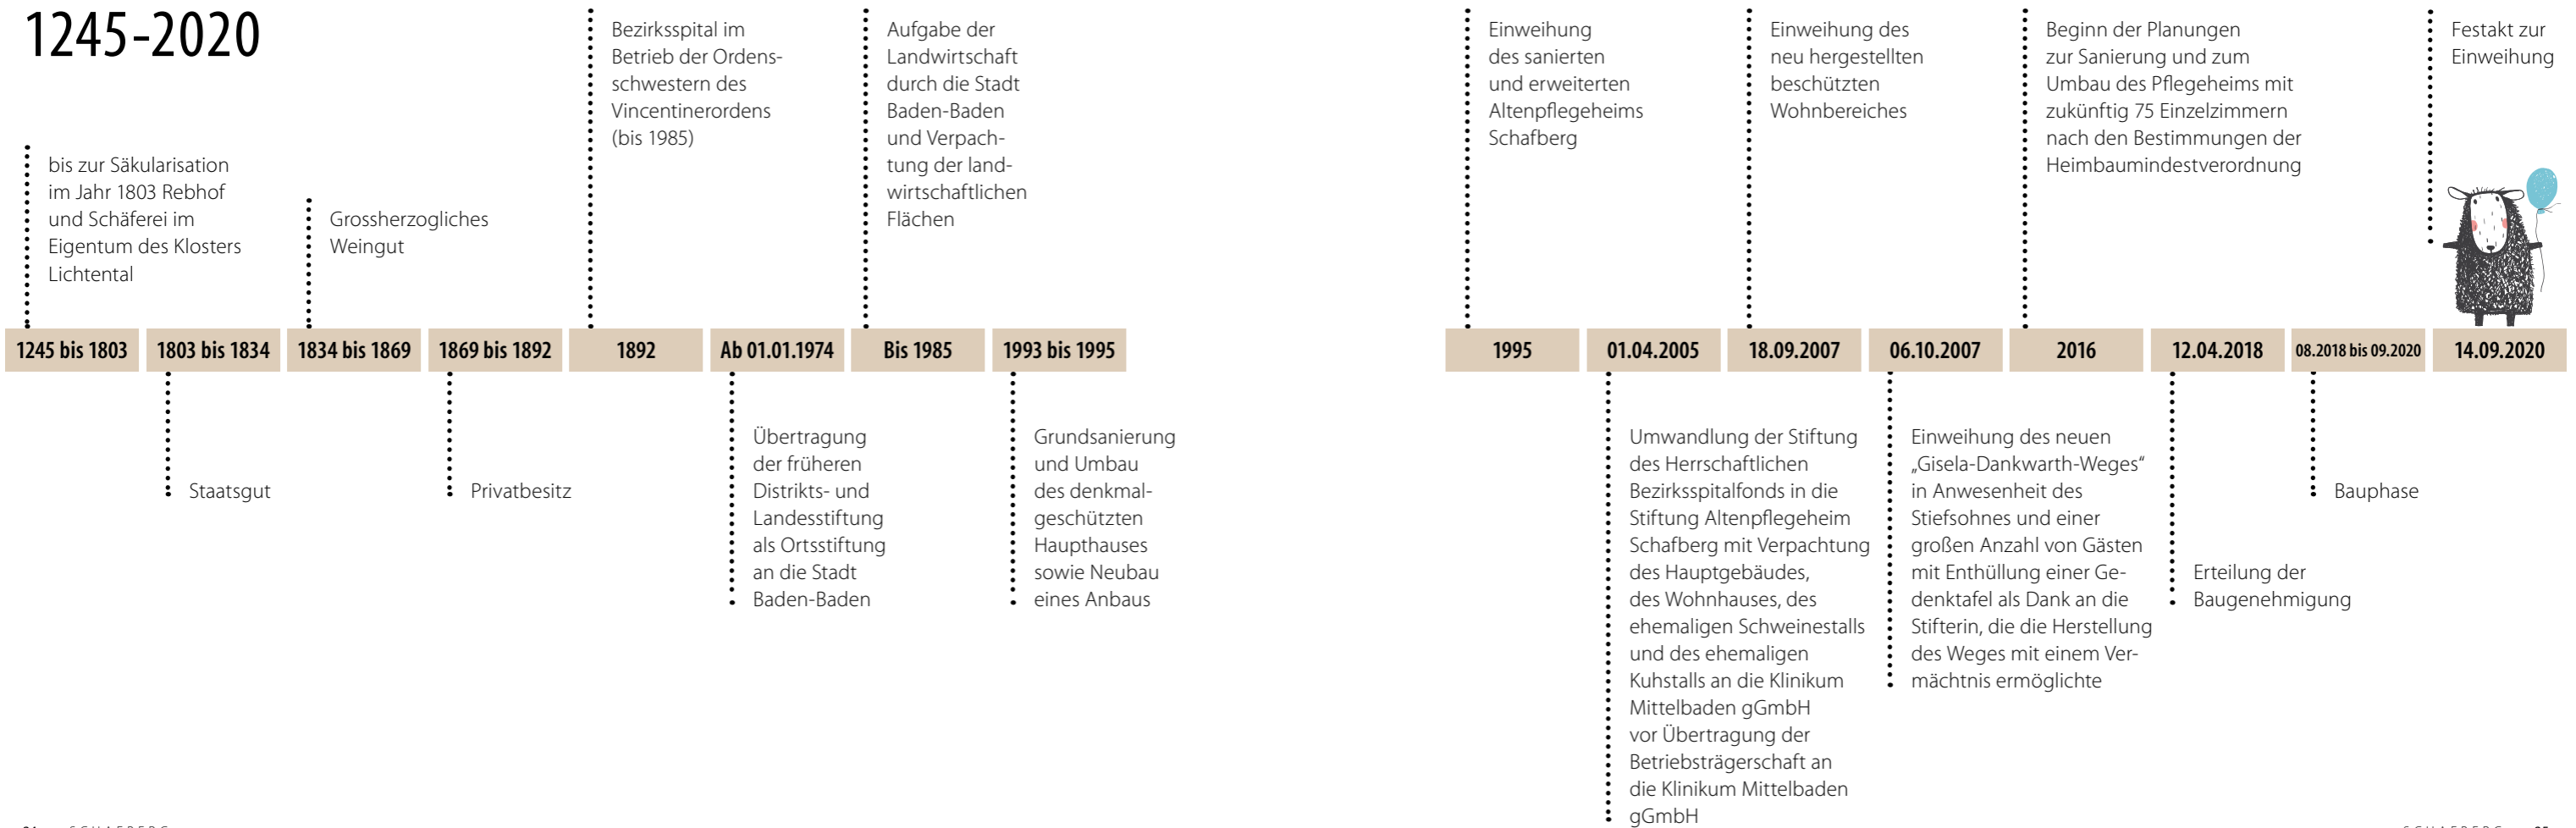 1245-2020
bis zur Säkularisation
im Jahr 1803 Rebhof
und Schäferei im
Eigentum des Klosters
Lichtental
Grossherzogliches
Weingut
Bezirksspital im
Betrieb der Ordens-
schwestern des
Vincentinerordens
(bis 1985)
Aufgabe der
Landwirtschaft
durch die Stadt
Baden-Baden
und Verpach-
tung der land-
wirtschaftlichen
Flächen
Einweihung
des sanierten
und erweiterten
Altenpflegeheims
Schafberg
Einweihung des
neu hergestellten
beschützten
Wohnbereiches
Beginn der Planungen
zur Sanierung und zum
Umbau des Pflegeheims mit
zukünftig 75 Einzelzimmern
nach den Bestimmungen der
Heimbaumindestverordnung
Festakt zur
Einweihung
1245 bis 1803
1803 bis 1834
1834 bis 1869
1869 bis 1892
1892
Ab 01.01.1974
Bis 1985
1993 bis 1995
1995
01.04.2005
18.09.2007
06.10.2007
2016
12.04.2018
08.2018 bis 09.2020
14.09.2020
Staatsgut
Privatbesitz
Übertragung
der früheren
Distrikts- und
Landesstiftung
als Ortsstiftung
an die Stadt
Baden-Baden
Grundsanierung
und Umbau
des denkmal-
geschützten
Haupthauses
sowie Neubau
eines Anbaus
Umwandlung der Stiftung
des Herrschaftlichen
Bezirksspitalfonds in die
Stiftung Altenpflegeheim
Schafberg mit Verpachtung
des Hauptgebäudes,
des Wohnhauses, des
ehemaligen Schweinestalls
und des ehemaligen
Kuhstalls an die Klinikum
Mittelbaden gGmbH
vor Übertragung der
Betriebsträgerschaft an
die Klinikum Mittelbaden
gGmbH
Einweihung des neuen
„Gisela-Dankwarth-Weges“
in Anwesenheit des
Stiefsohnes und einer
großen Anzahl von Gästen
mit Enthüllung einer Ge-
denktafel als Dank an die
Stifterin, die die Herstellung
des Weges mit einem Ver-
mächtnis ermöglichte
Erteilung der
Baugenehmigung
Bauphase